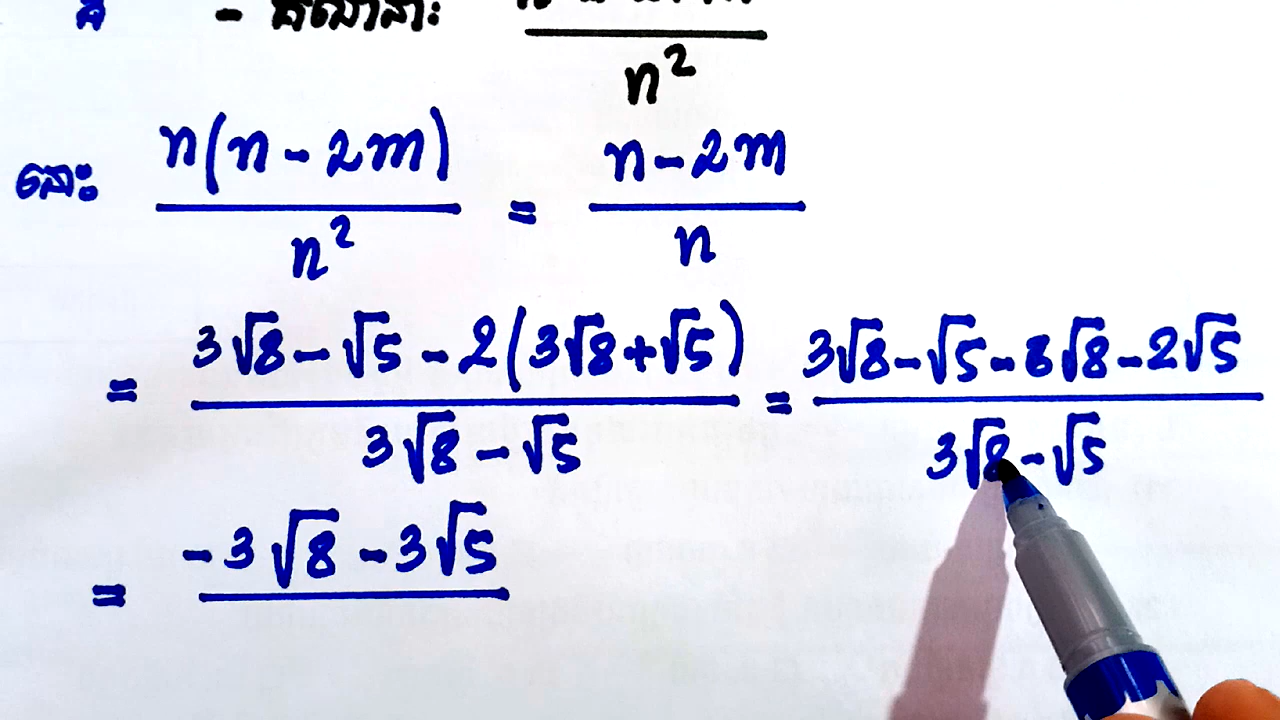 n²
នោះ n(n - 2m) / n² = (n - 2m) / n
= (3√8 - √5 - 2(3√8 + √5)) / (3√8 - √5) = (3√8 - √5 - 6√8 - 2√5) / (3√8 - √5)
= - 3√8 - 3√5